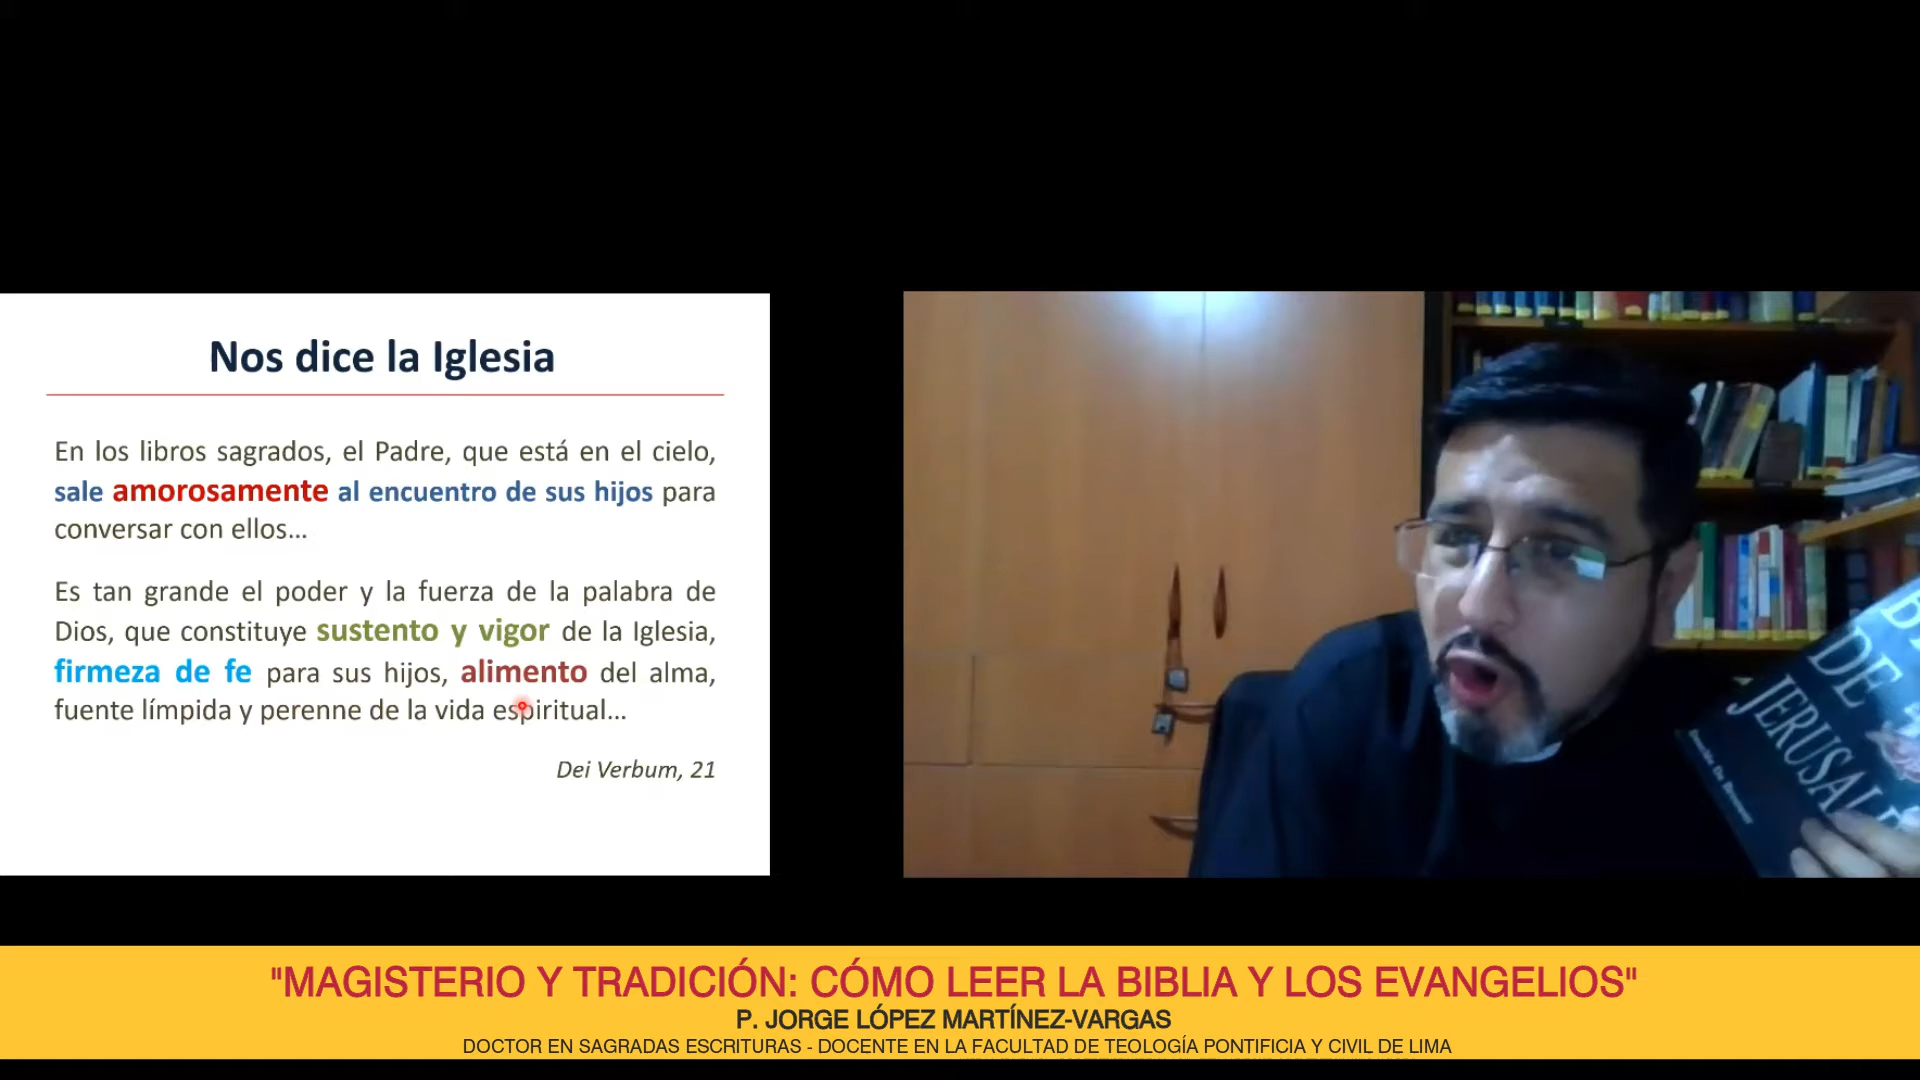 Nos dice la Iglesia
En los libros sagrados, el Padre, que está en el cielo,
sale amorosamente al encuentro de sus hijos para
conversar con ellos...
Es tan grande el poder y la fuerza de la palabra de
Dios, que constituye sustento y vigor de la Iglesia,
firmeza de fe para sus hijos, alimento del alma,
fuente límpida y perenne de la vida espiritual...
Dei Verbum, 21
DE
JERUSALE
"MAGISTERIO Y TRADICIÓN: CÓMO LEER LA BIBLIA Y LOS EVANGELIOS"
P. JORGE LÓPEZ MARTÍNEZ-VARGAS
DOCTOR EN SAGRADAS ESCRITURAS - DOCENTE EN LA FACULTAD DE TEOLOGÍA PONTIFICIA Y CIVIL DE LIMA